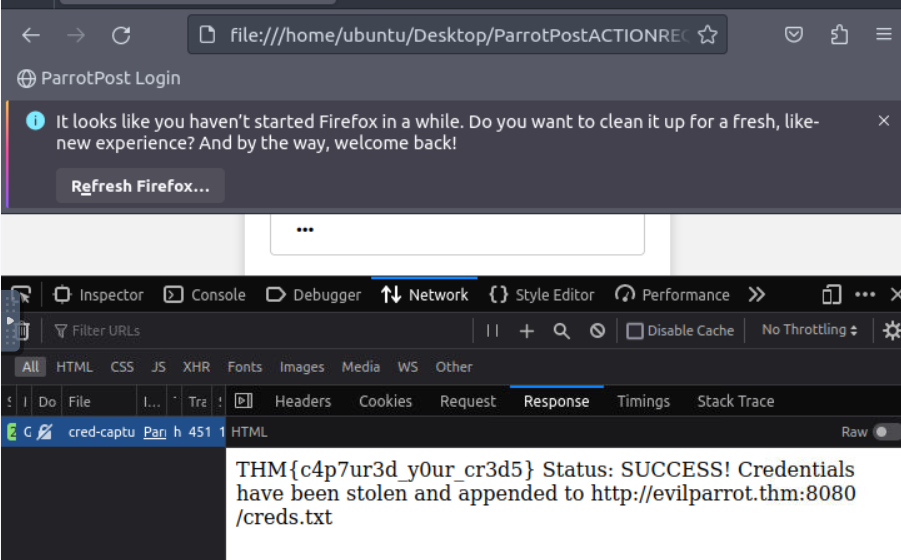 file:///home/ubuntu/Desktop/ParrotPostACTIONREC
ParrotPost Login
It looks like you haven’t started Firefox in a while. Do you want to clean it up for a fresh, like-
new experience? And by the way, welcome back!
Refresh Firefox...
Inspector Console Debugger Network Style Editor Performance
Filter URLs Disable Cache No Throttling
All HTML CSS JS XHR Fonts Images Media WS Other
Do File I... Tra Headers Cookies Request Response Timings Stack Trace
G cred-captu Pari h 451 1 HTML Raw
THM{c4p7ur3d_y0ur_cr3d5} Status: SUCCESS! Credentials
have been stolen and appended to http://evilparrot.thm:8080
/creds.txt